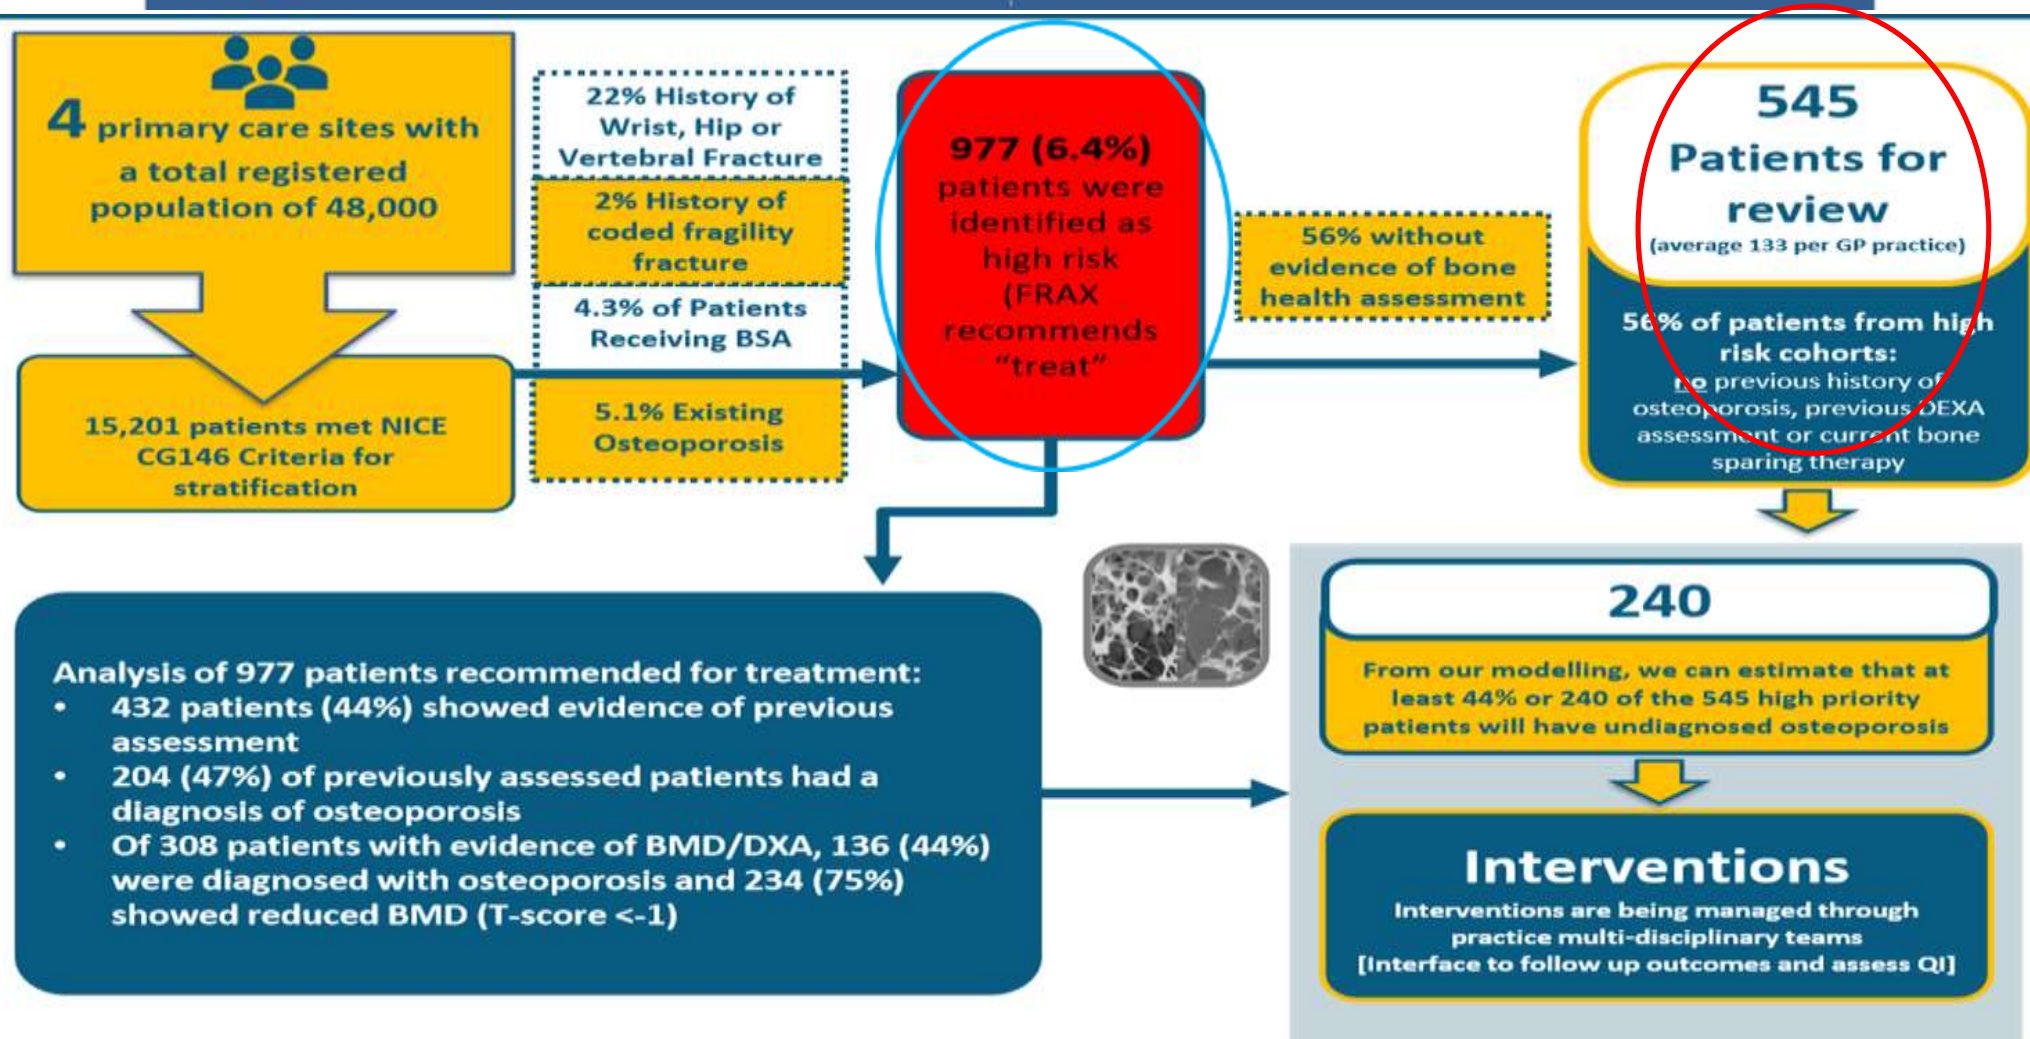 4 primary care sites with
a total registered
population of 48,000
15,201 patients met NICE
CG146 Criteria for
stratification
22% History of
Wrist, Hip or
Vertebral Fracture
2% History of
coded fragility
fracture
4.3% of Patients
Receiving BSA
5.1% Existing
Osteoporosis
977 (6.4%)
patients were
identified as
high risk
(FRAX
recommends
"treat"
56% without
evidence of bone
health assessment
545
Patients for
review
(average 133 per GP practice)
56% of patients from high
risk cohorts:
no previous history of
osteoporosis, previous DEXA
assessment or current bone
sparing therapy
Analysis of 977 patients recommended for treatment:
• 432 patients (44%) showed evidence of previous
assessment
• 204 (47%) of previously assessed patients had a
diagnosis of osteoporosis
• Of 308 patients with evidence of BMD/DXA, 136 (44%)
were diagnosed with osteoporosis and 234 (75%)
showed reduced BMD (T-score <-1)
240
From our modelling, we can estimate that at
least 44% or 240 of the 545 high priority
patients will have undiagnosed osteoporosis
Interventions
Interventions are being managed through
practice multi-disciplinary teams
[Interface to follow up outcomes and assess QI]